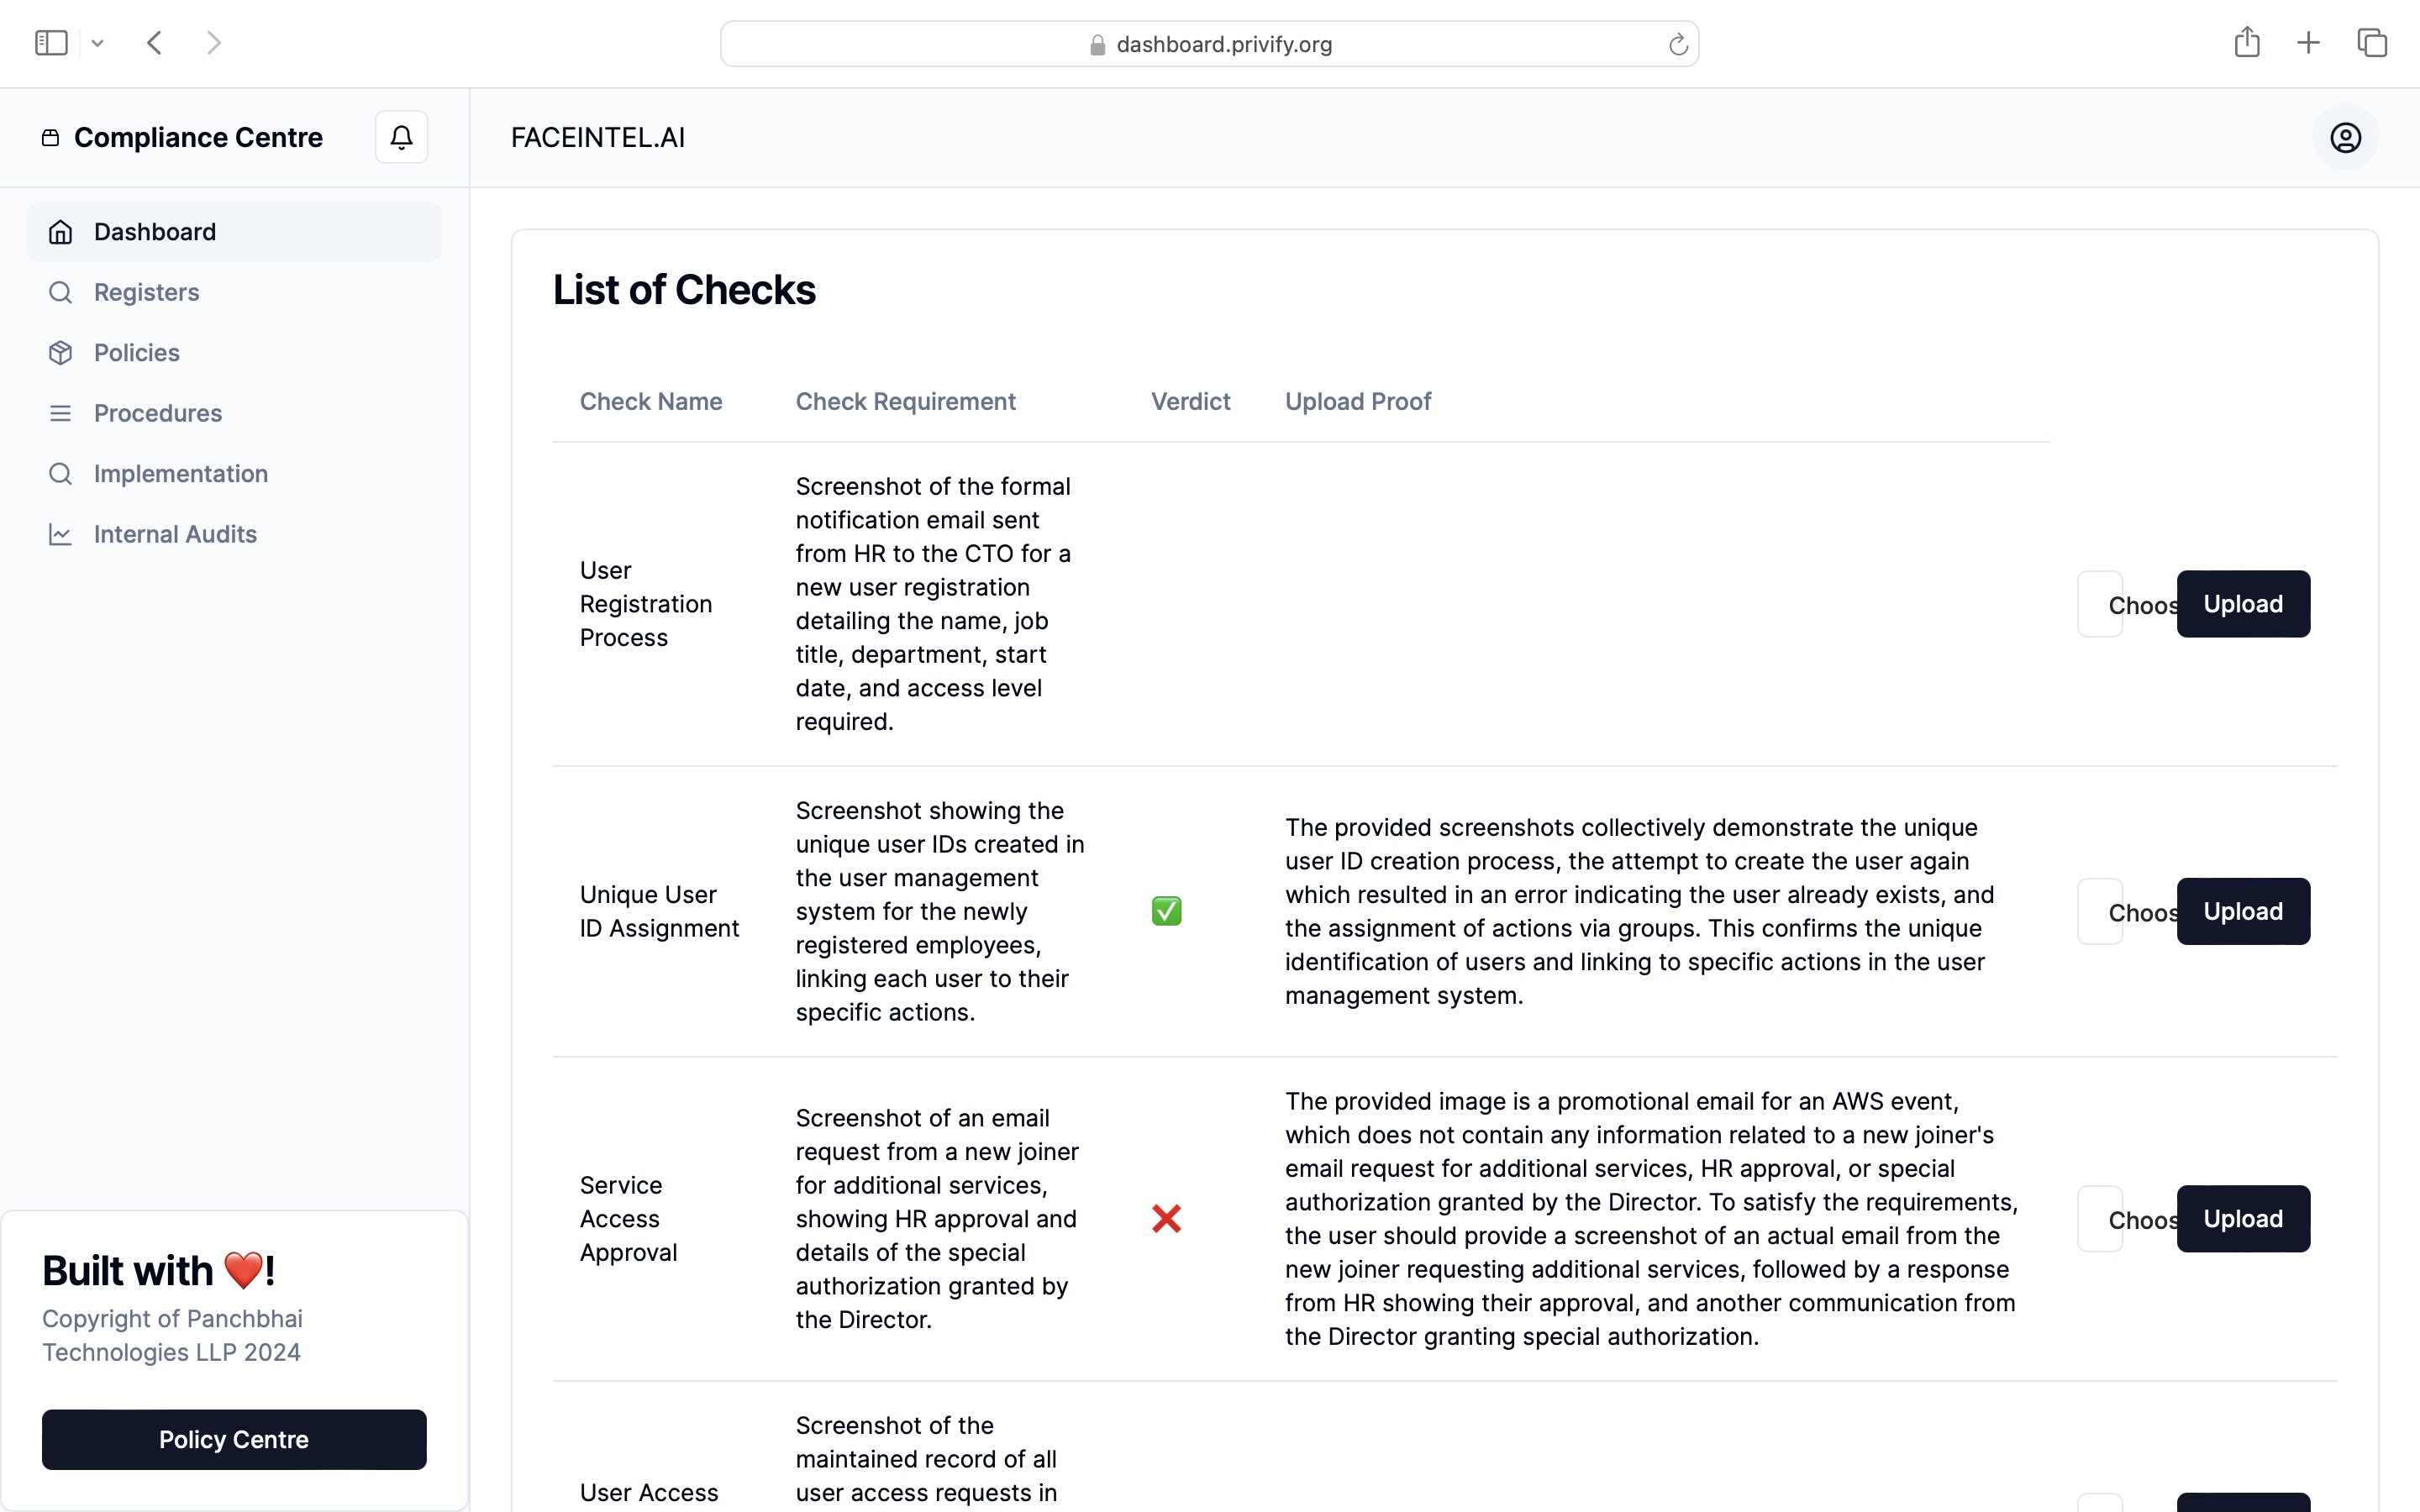 dashboard.privify.org
Compliance Centre
FACEINTEL.AI
Dashboard
Registers
Policies
Procedures
Implementation
Internal Audits
Built with ❤️!
Copyright of Panchbhai
Technologies LLP 2024
Policy Centre
List of Checks
Check Name
Check Requirement
Verdict
Upload Proof
User
Registration
Process
Screenshot of the formal
notification email sent
from HR to the CTO for a
new user registration
detailing the name, job
title, department, start
date, and access level
required.
Choos
Upload
Unique User
ID Assignment
Screenshot showing the
unique user IDs created in
the user management
system for the newly
registered employees,
linking each user to their
specific actions.
✅
The provided screenshots collectively demonstrate the unique
user ID creation process, the attempt to create the user again
which resulted in an error indicating the user already exists, and
the assignment of actions via groups. This confirms the unique
identification of users and linking to specific actions in the user
management system.
Choos
Upload
Service
Access
Approval
Screenshot of an email
request from a new joiner
for additional services,
showing HR approval and
details of the special
authorization granted by
the Director.
❌
The provided image is a promotional email for an AWS event,
which does not contain any information related to a new joiner's
email request for additional services, HR approval, or special
authorization granted by the Director. To satisfy the requirements,
the user should provide a screenshot of an actual email from the
new joiner requesting additional services, followed by a response
from HR showing their approval, and another communication from
the Director granting special authorization.
Choos
Upload
User Access
Screenshot of the
maintained record of all
user access requests in